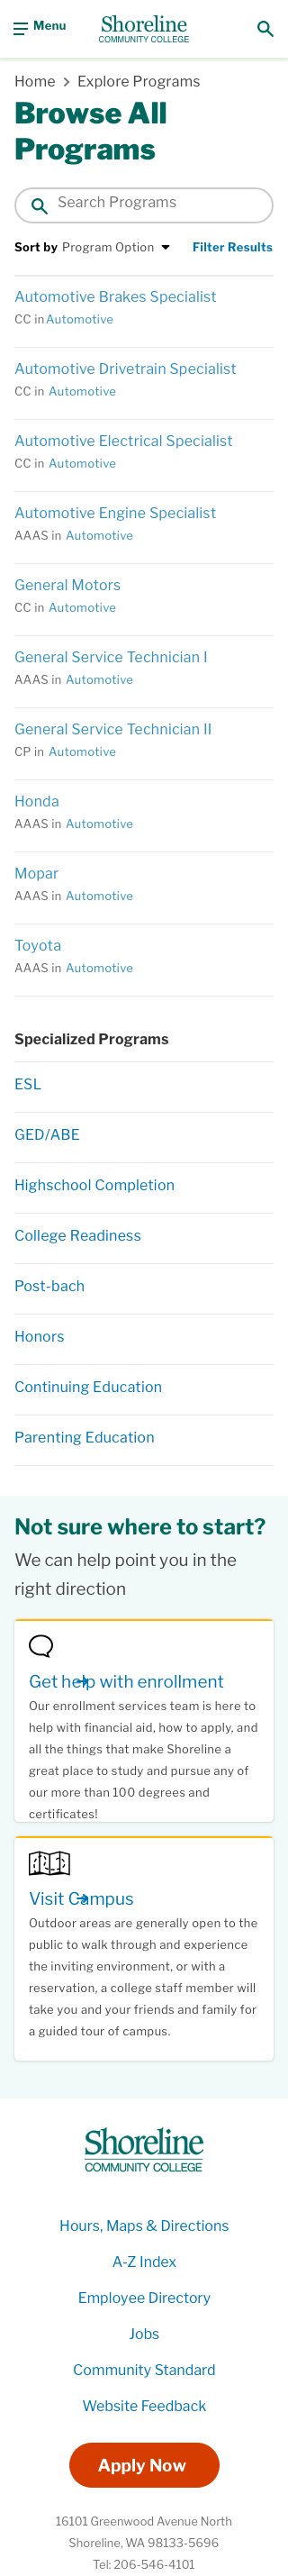 Menu
Shoreline
COMMUNITY COLLEGE
Home > Explore Programs
Browse All
Programs
Search Programs
Sort by Program Option
Filter Results
Automotive Brakes Specialist
CC in Automotive
Automotive Drivetrain Specialist
CC in Automotive
Automotive Electrical Specialist
CC in Automotive
Automotive Engine Specialist
AAAS in Automotive
General Motors
CC in Automotive
General Service Technician I
AAAS in Automotive
General Service Technician II
CP in Automotive
Honda
AAAS in Automotive
Mopar
AAAS in Automotive
Toyota
AAAS in Automotive
Specialized Programs
ESL
GED/ABE
Highschool Completion
College Readiness
Post-bach
Honors
Continuing Education
Parenting Education
Not sure where to start?
We can help point you in the
right direction
Get help with enrollment
Our enrollment services team is here to
help with financial aid, how to apply, and
all the things that make Shoreline a
great place to study and pursue any of
our more than 100 degrees and
certificates!
Visit Campus
Outdoor areas are generally open to the
public to walk through and experience
the inviting environment, or with a
reservation, a college staff member will
take you and your friends and family for
a guided tour of campus.
Shoreline
COMMUNITY COLLEGE
Hours, Maps & Directions
A-Z Index
Employee Directory
Jobs
Community Standard
Website Feedback
Apply Now
16101 Greenwood Avenue North
Shoreline, WA 98133-5696
Tel: 206-546-4101